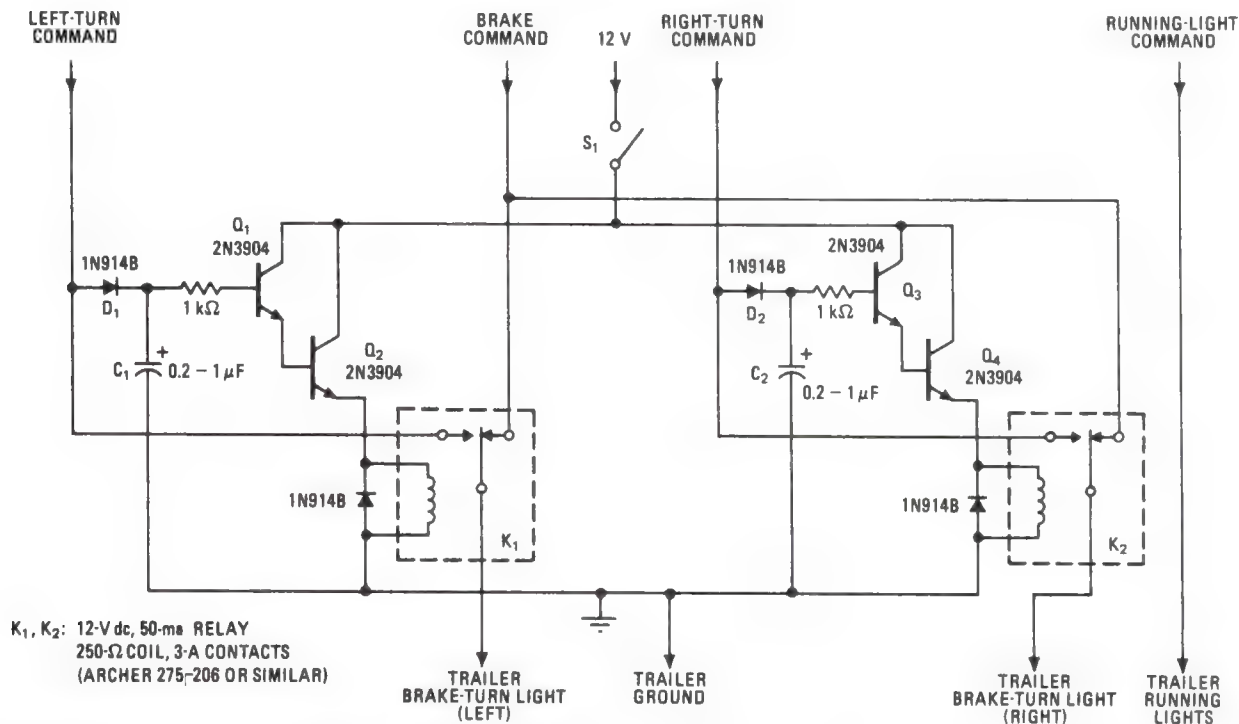 LEFT-TURN
COMMAND
BRAKE
COMMAND
12 V
RIGHT-TURN
COMMAND
RUNNING-LIGHT
COMMAND
S₁
Q₁
2N3904
1N914B
D₁
1 kΩ
C₁
+
0.2 – 1 μF
Q₂
2N3904
1N914B
K₁
2N3904
Q₃
1N914B
D₂
1 kΩ
C₂
+
0.2 – 1 μF
Q₄
2N3904
1N914B
K₂
K₁, K₂: 12-V dc, 50-ma RELAY
250-Ω COIL, 3-A CONTACTS
(ARCHER 275-206 OR SIMILAR)
TRAILER
BRAKE-TURN LIGHT
(LEFT)
TRAILER
GROUND
TRAILER
BRAKE-TURN LIGHT
(RIGHT)
TRAILER
RUNNING
LIGHTS